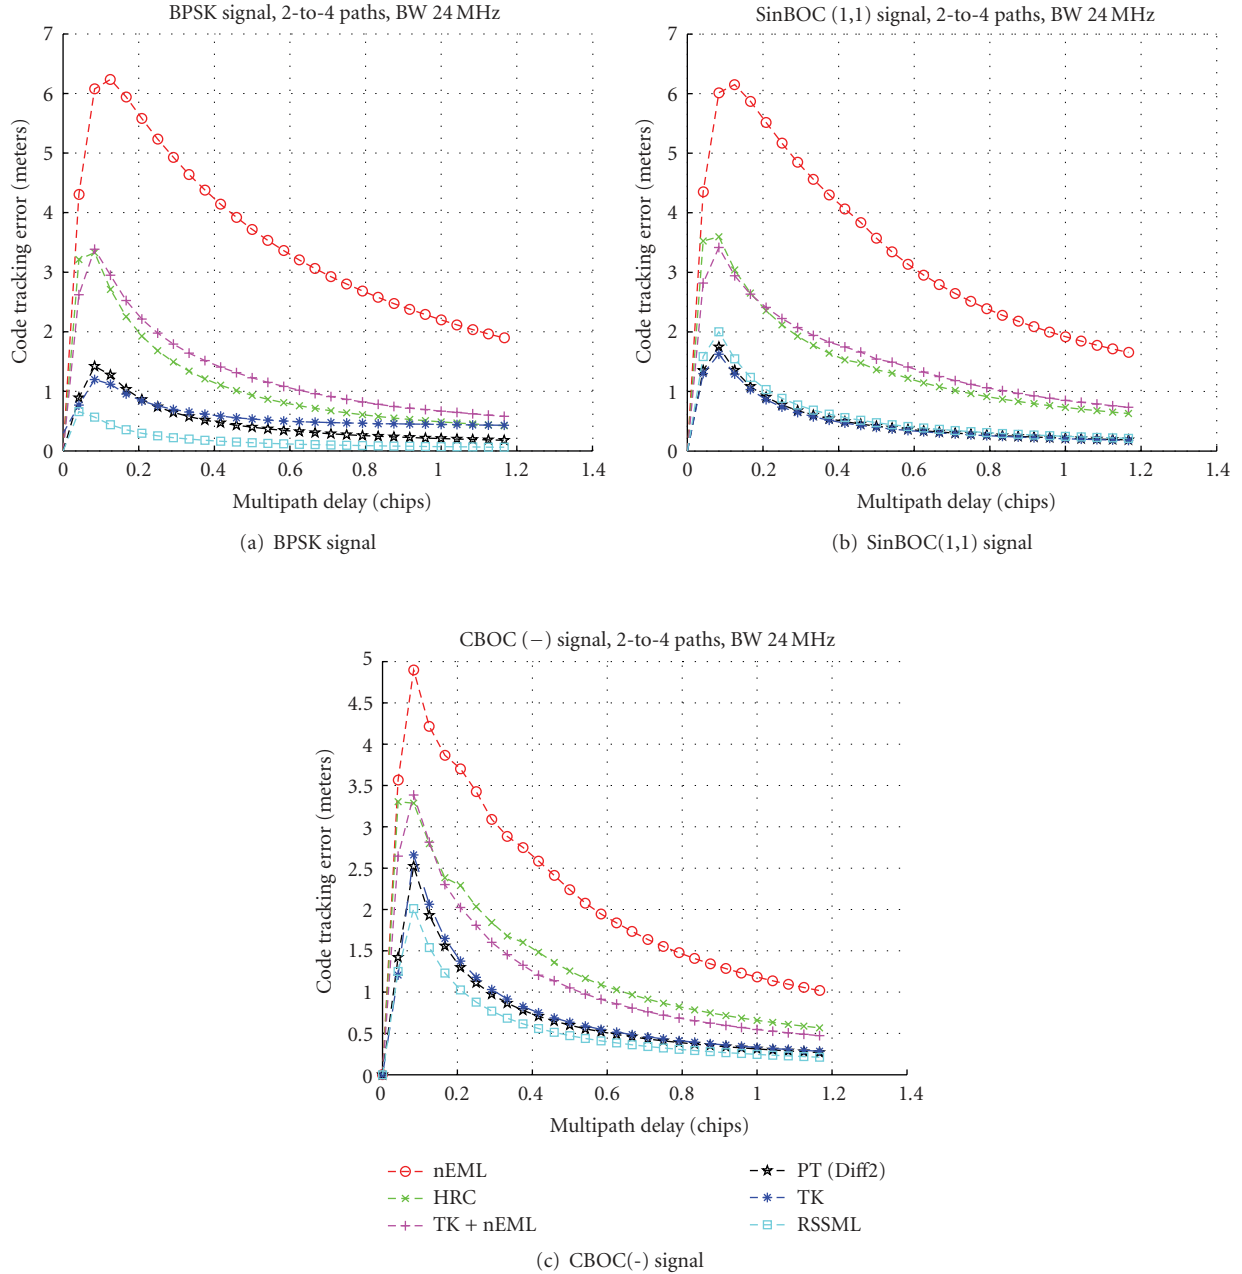 BPSK signal, 2-to-4 paths, BW 24 MHz
7
6
5
4
3
2
1
0
Code tracking error (meters)
0 0.2 0.4 0.6 0.8 1 1.2 1.4
Multipath delay (chips)
(a) BPSK signal
SinBOC (1,1) signal, 2-to-4 paths, BW 24 MHz
7
6
5
4
3
2
1
0
Code tracking error (meters)
0 0.2 0.4 0.6 0.8 1 1.2 1.4
Multipath delay (chips)
(b) SinBOC(1,1) signal
CBOC (−) signal, 2-to-4 paths, BW 24 MHz
5
4.5
4
3.5
3
2.5
2
1.5
1
0.5
0
Code tracking error (meters)
0 0.2 0.4 0.6 0.8 1 1.2 1.4
Multipath delay (chips)
nEML
HRC
TK + nEML
PT (Diff2)
TK
RSSML
(c) CBOC(-) signal